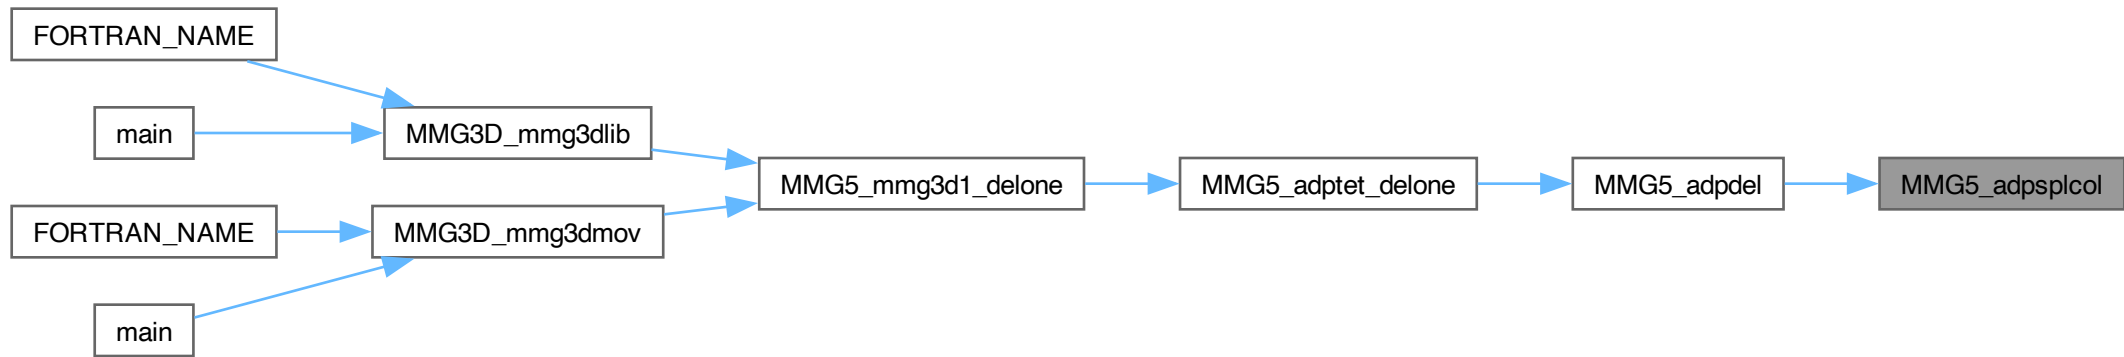 FORTRAN_NAME
main
MMG3D_mmg3dlib
MMG5_mmg3d1_delone
MMG5_adptet_delone
MMG5_adpdel
MMG5_adpsplcol
FORTRAN_NAME
MMG3D_mmg3dmov
main